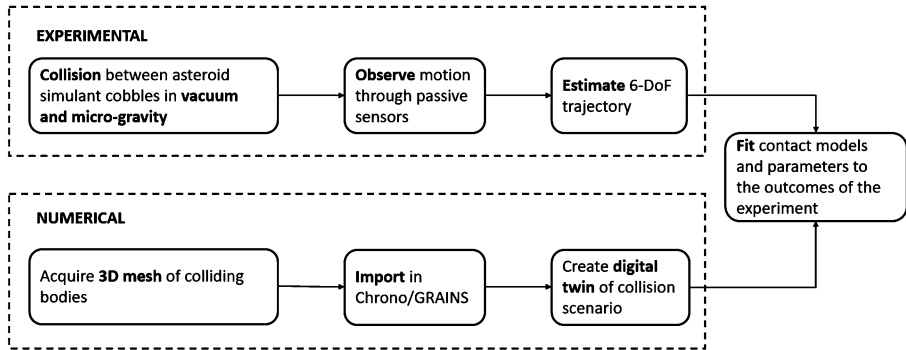 EXPERIMENTAL
Collision between asteroid
simulant cobbles in vacuum
and micro-gravity
Observe motion
through passive
sensors
Estimate 6-DoF
trajectory
Fit contact models
and parameters to
the outcomes of the
experiment
NUMERICAL
Acquire 3D mesh of colliding
bodies
Import in
Chrono/GRAINS
Create digital
twin of collision
scenario